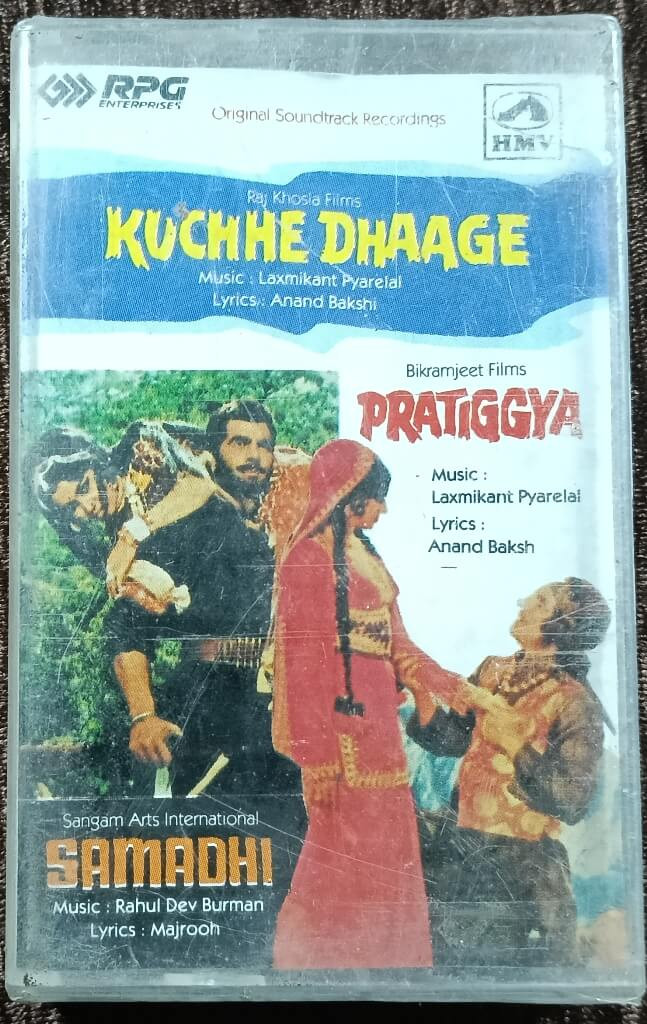 RPG
ENTERPRISES
Original Soundtrack Recordings
HMV
Raj Khosla Films
KUCHHE DHAAGE
Music : Laxmikant Pyarelal
Lyrics : Anand Bakshi
Bikramjeet Films
PRATIGGYA
Music :
Laxmikant Pyarelal
Lyrics :
Anand Baksh
Sangam Arts International
SAMADHI
Music : Rahul Dev Burman
Lyrics : Majrooh